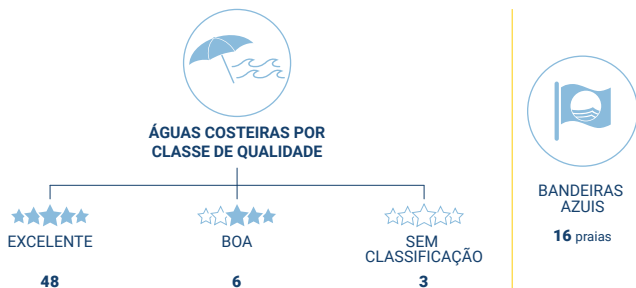 ÁGUAS COSTEIRAS POR
CLASSE DE QUALIDADE
EXCELENTE
48
BOA
6
SEM
CLASSIFICAÇÃO
3
BANDEIRAS
AZUIS
16 praias